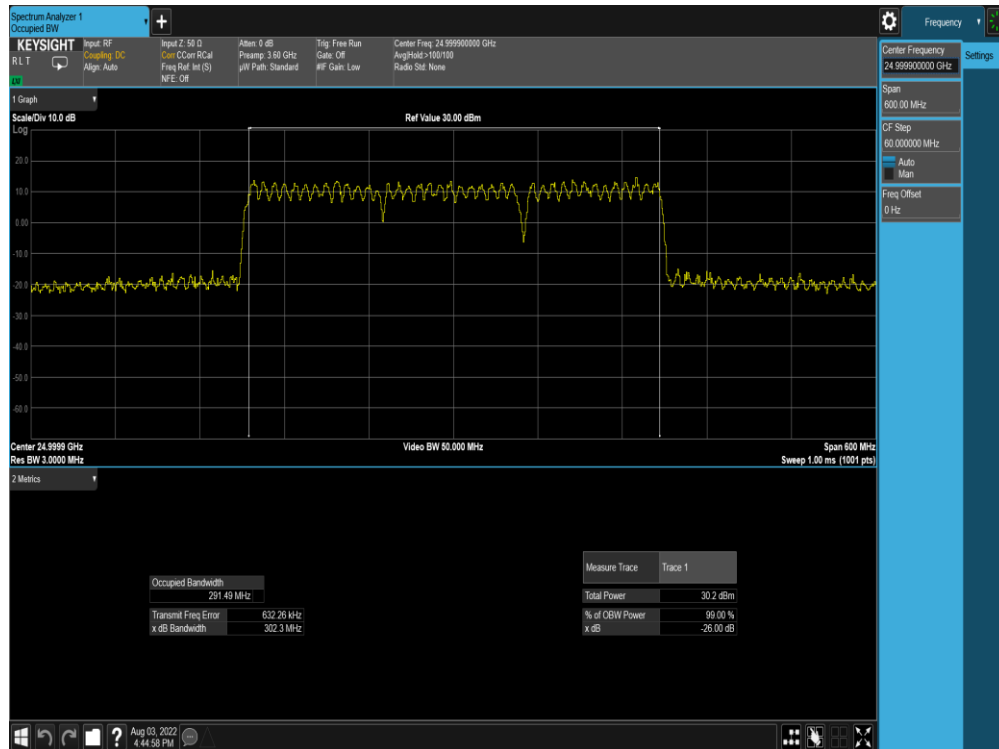 Spectrum Analyzer 1
Occupied BW
+
Frequency
KEYSIGHT
R L T
LV
Input: RF
Coupling: DC
Align: Auto
Input Z: 50 Ω
Corr CCorr RCal
Freq Ref: Int (S)
NFE: Off
Atten: 0 dB
Preamp: 3.60 GHz
µW Path: Standard
Trig: Free Run
Gate: Off
#IF Gain: Low
Center Freq: 24.999900000 GHz
Avg|Hold:>100/100
Radio Std: None
Center Frequency
24.999900000 GHz
Settings
Span
600.00 MHz
CF Step
60.000000 MHz
Auto
Man
Freq Offset
0 Hz
1 Graph
Scale/Div 10.0 dB
Ref Value 30.00 dBm
Log
20.0
10.0
0.00
-10.0
-20.0
-30.0
-40.0
-50.0
-60.0
Center 24.9999 GHz
Video BW 50.000 MHz
Span 600 MHz
Res BW 3.0000 MHz
Sweep 1.00 ms (1001 pts)
2 Metrics
Occupied Bandwidth
291.49 MHz
Transmit Freq Error 632.26 kHz
x dB Bandwidth 302.3 MHz
Measure Trace Trace 1
Total Power 30.2 dBm
% of OBW Power 99.00 %
x dB -26.00 dB
?
Aug 03, 2022
4:44:58 PM